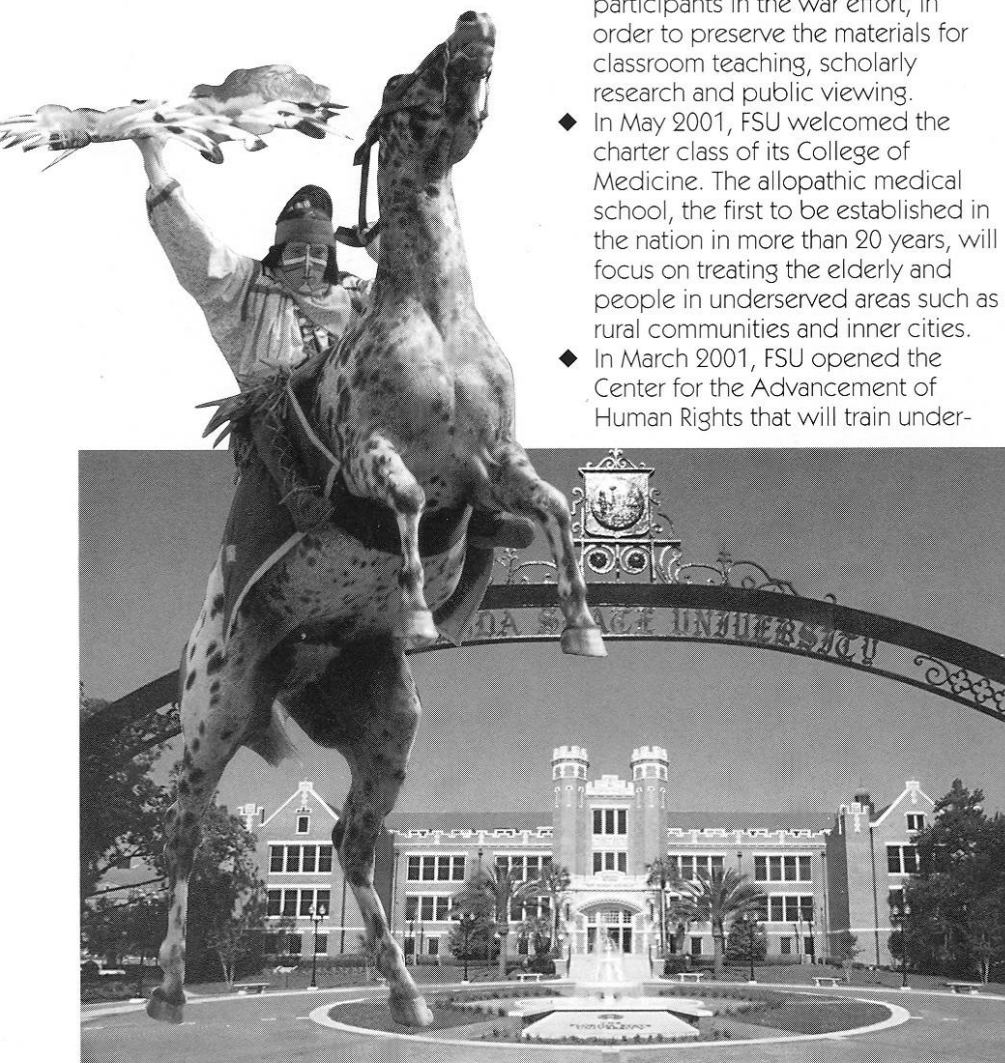 participants in the war effort, in
order to preserve the materials for
classroom teaching, scholarly
research and public viewing.
◆ In May 2001, FSU welcomed the
charter class of its College of
Medicine. The allopathic medical
school, the first to be established in
the nation in more than 20 years, will
focus on treating the elderly and
people in underserved areas such as
rural communities and inner cities.
◆ In March 2001, FSU opened the
Center for the Advancement of
Human Rights that will train under-
DA STATE UNIVERSITY